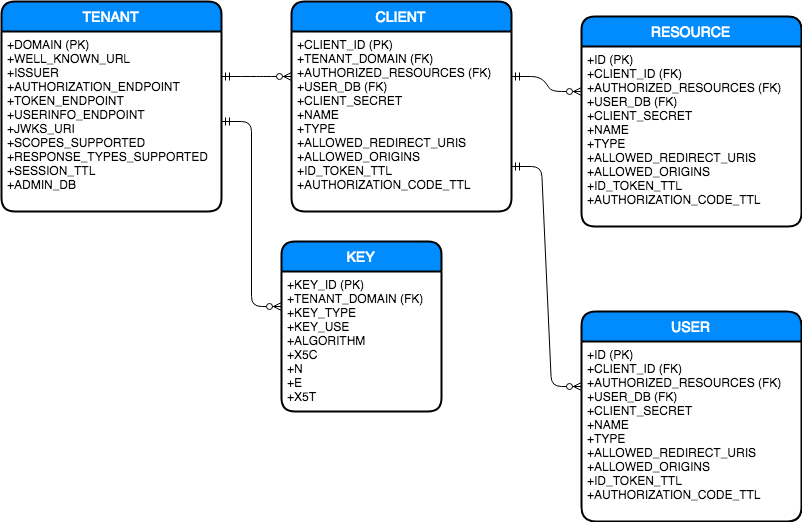 TENANT
+DOMAIN (PK)
+WELL_KNOWN_URL
+ISSUER
+AUTHORIZATION_ENDPOINT
+TOKEN_ENDPOINT
+USERINFO_ENDPOINT
+JWKS_URI
+SCOPES_SUPPORTED
+RESPONSE_TYPES_SUPPORTED
+SESSION_TTL
+ADMIN_DB
CLIENT
+CLIENT_ID (PK)
+TENANT_DOMAIN (FK)
+AUTHORIZED_RESOURCES (FK)
+USER_DB (FK)
+CLIENT_SECRET
+NAME
+TYPE
+ALLOWED_REDIRECT_URIS
+ALLOWED_ORIGINS
+ID_TOKEN_TTL
+AUTHORIZATION_CODE_TTL
RESOURCE
+ID (PK)
+CLIENT_ID (FK)
+AUTHORIZED_RESOURCES (FK)
+USER_DB (FK)
+CLIENT_SECRET
+NAME
+TYPE
+ALLOWED_REDIRECT_URIS
+ALLOWED_ORIGINS
+ID_TOKEN_TTL
+AUTHORIZATION_CODE_TTL
KEY
+KEY_ID (PK)
+TENANT_DOMAIN (FK)
+KEY_TYPE
+KEY_USE
+ALGORITHM
+X5C
+N
+E
+X5T
USER
+ID (PK)
+CLIENT_ID (FK)
+AUTHORIZED_RESOURCES (FK)
+USER_DB (FK)
+CLIENT_SECRET
+NAME
+TYPE
+ALLOWED_REDIRECT_URIS
+ALLOWED_ORIGINS
+ID_TOKEN_TTL
+AUTHORIZATION_CODE_TTL